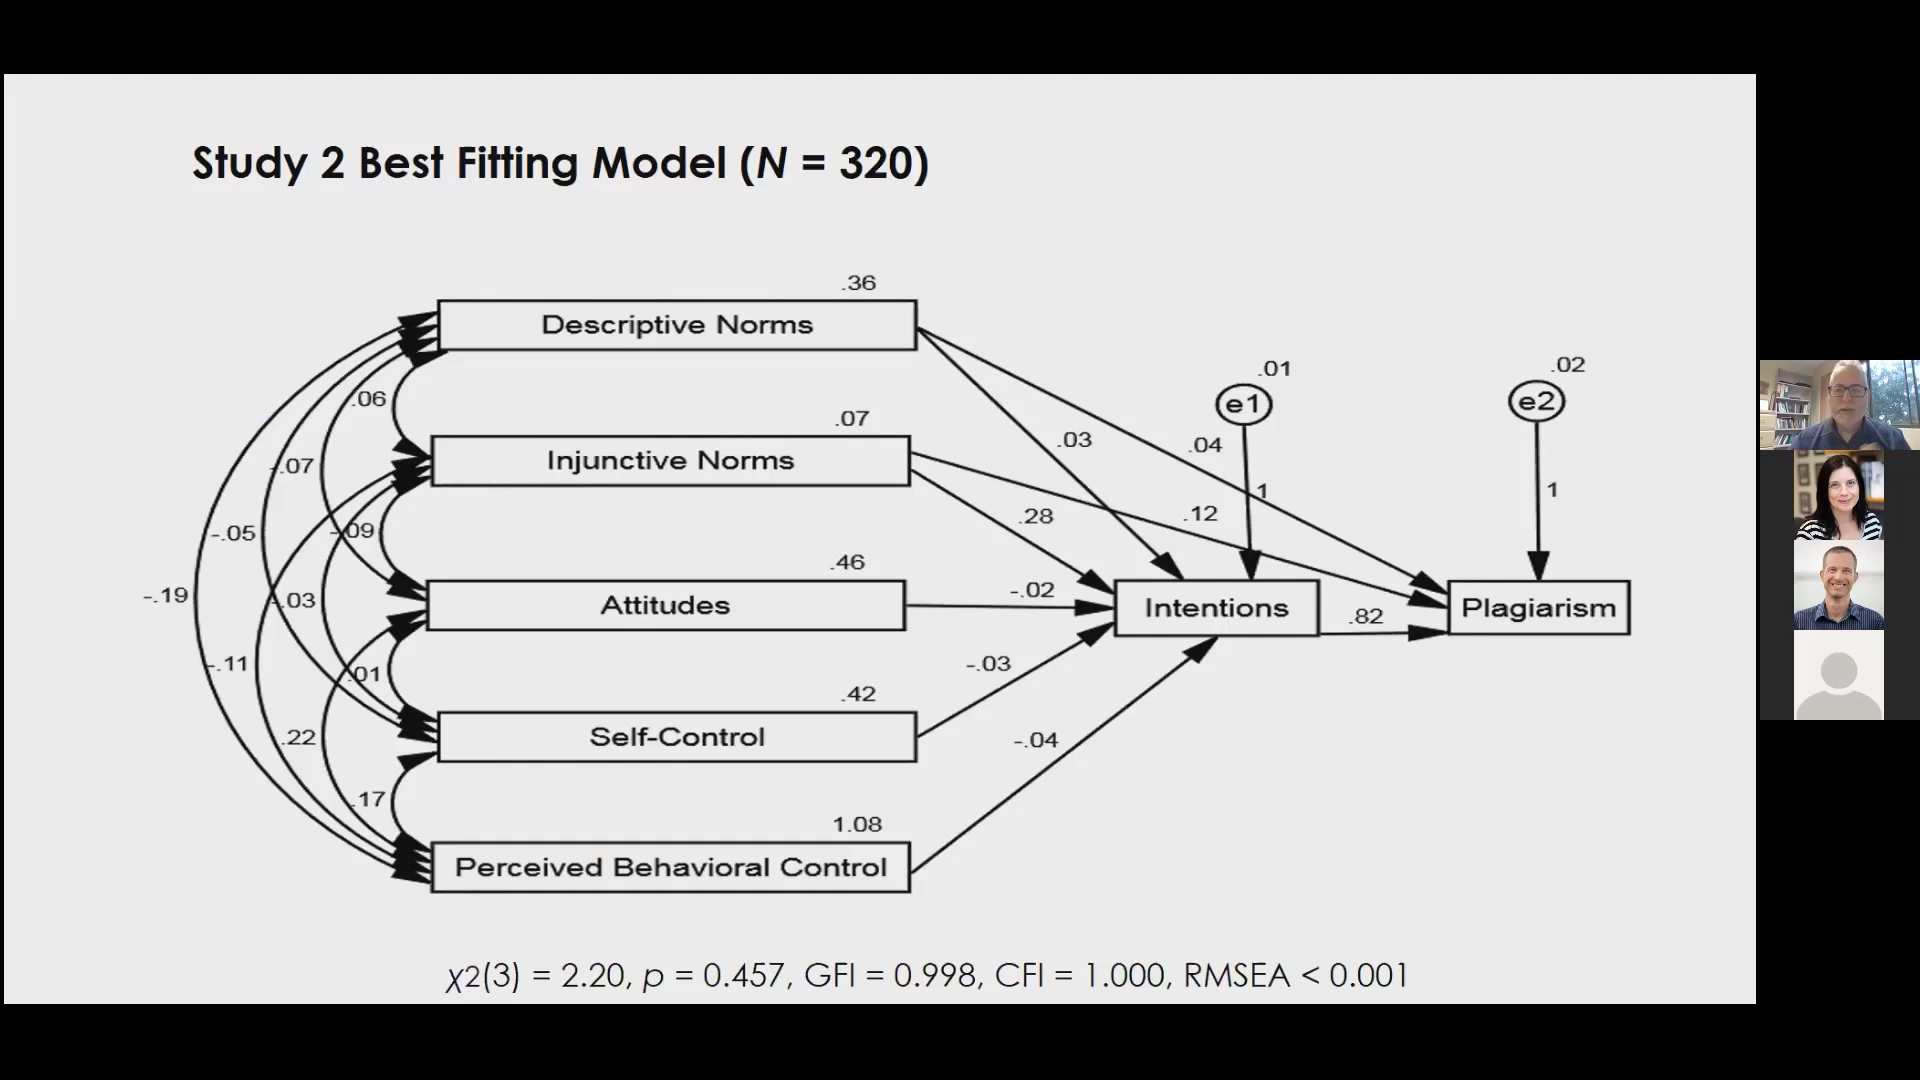 Study 2 Best Fitting Model (N = 320)
.36
Descriptive Norms
.01
.02
e1
e2
.06
.07
.03
.04
Injunctive Norms
-.07
1
1
.28
.12
-.05
-.09
.46
-.02
Attitudes
Intentions
.82
Plagiarism
-.19
-.03
-.11
.01
-.03
.42
Self-Control
.22
-.04
.17
1.08
Perceived Behavioral Control
χ2(3) = 2.20, p = 0.457, GFI = 0.998, CFI = 1.000, RMSEA < 0.001